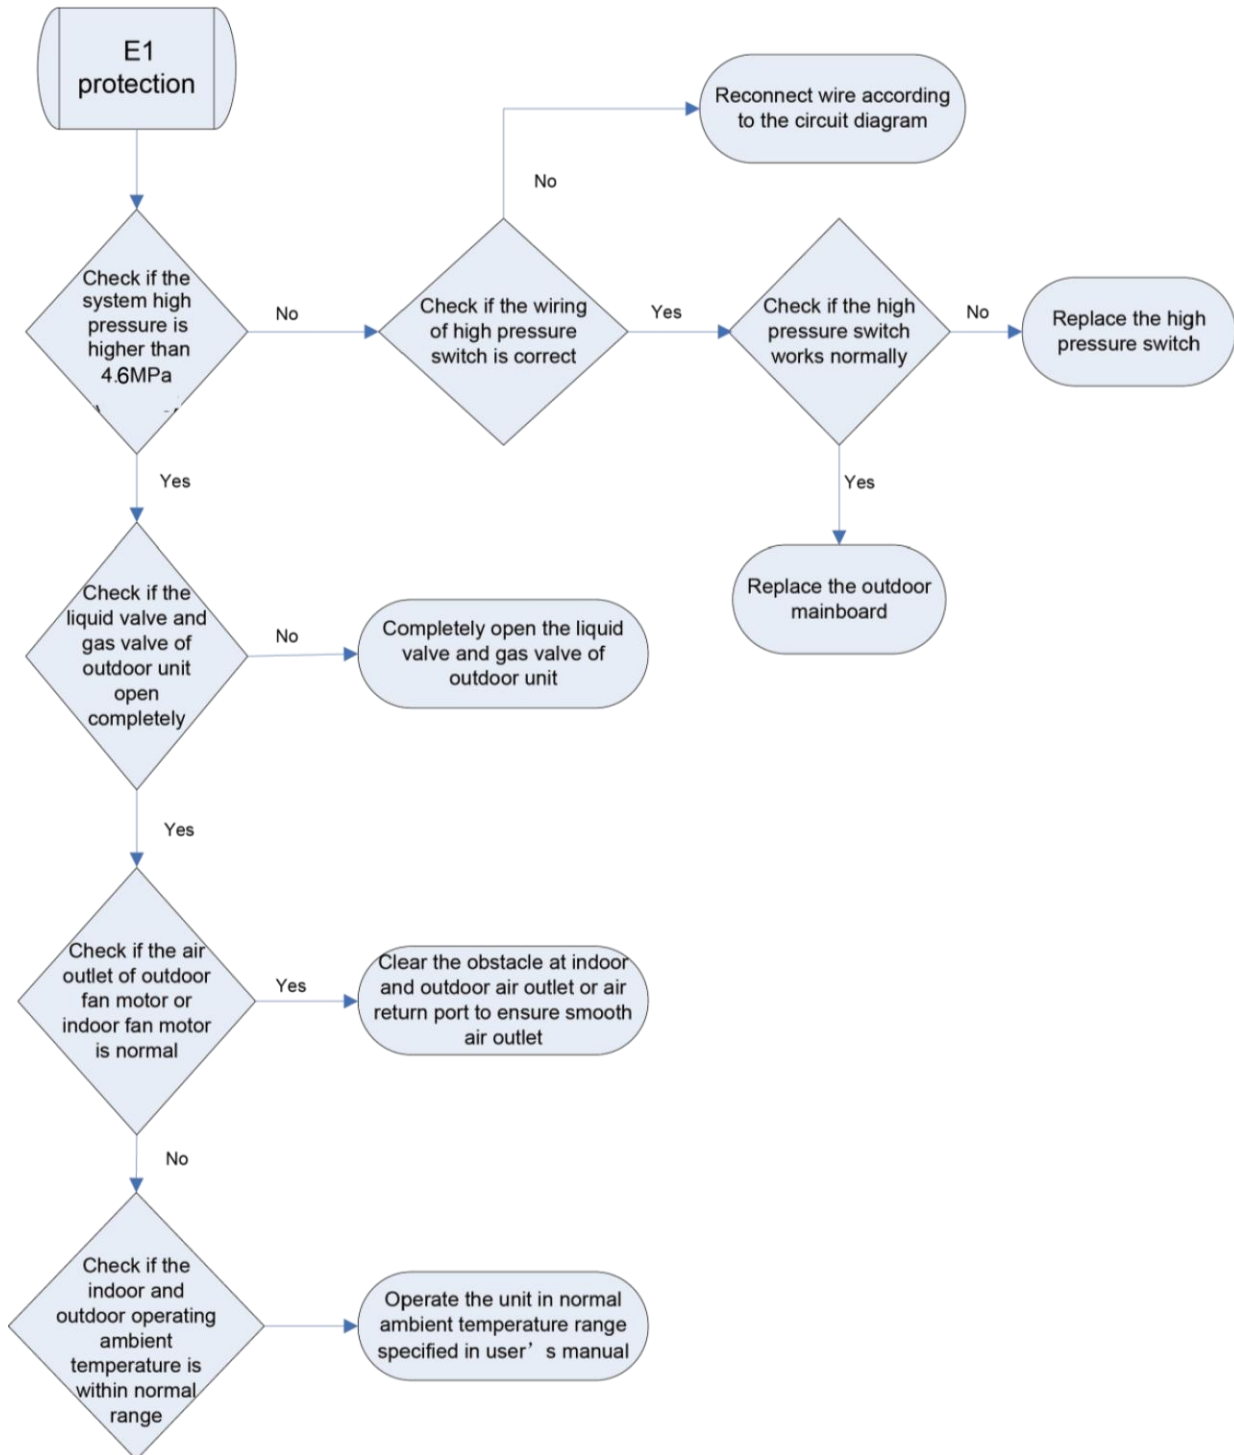 E1
protection
Reconnect wire according
to the circuit diagram
No
Check if the
system high
pressure is
higher than
4.6MPa
No
Check if the wiring
of high pressure
switch is correct
Yes
Check if the high
pressure switch
works normally
No
Replace the high
pressure switch
Yes
Yes
Replace the outdoor
mainboard
Check if the
liquid valve and
gas valve of
outdoor unit
open
completely
No
Completely open the liquid
valve and gas valve of
outdoor unit
Yes
Check if the air
outlet of outdoor
fan motor or
indoor fan motor
is normal
Yes
Clear the obstacle at indoor
and outdoor air outlet or air
return port to ensure smooth
air outlet
No
Check if the
indoor and
outdoor operating
ambient
temperature is
within normal
range
Operate the unit in normal
ambient temperature range
specified in user’s manual